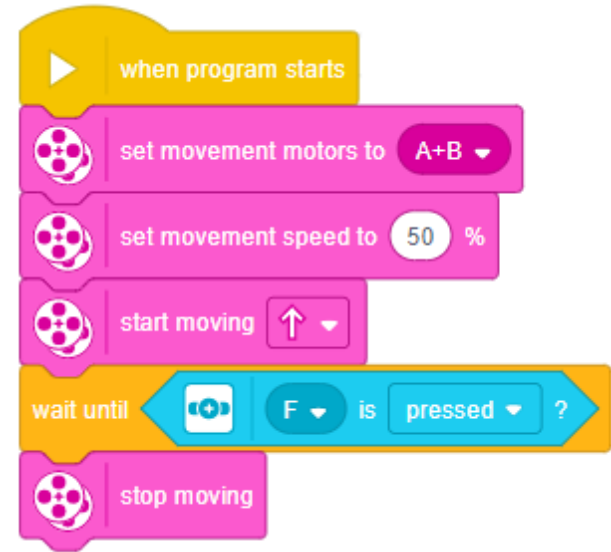 when program starts
set movement motors to A+B
set movement speed to 50 %
start moving
wait until F is pressed ?
stop moving